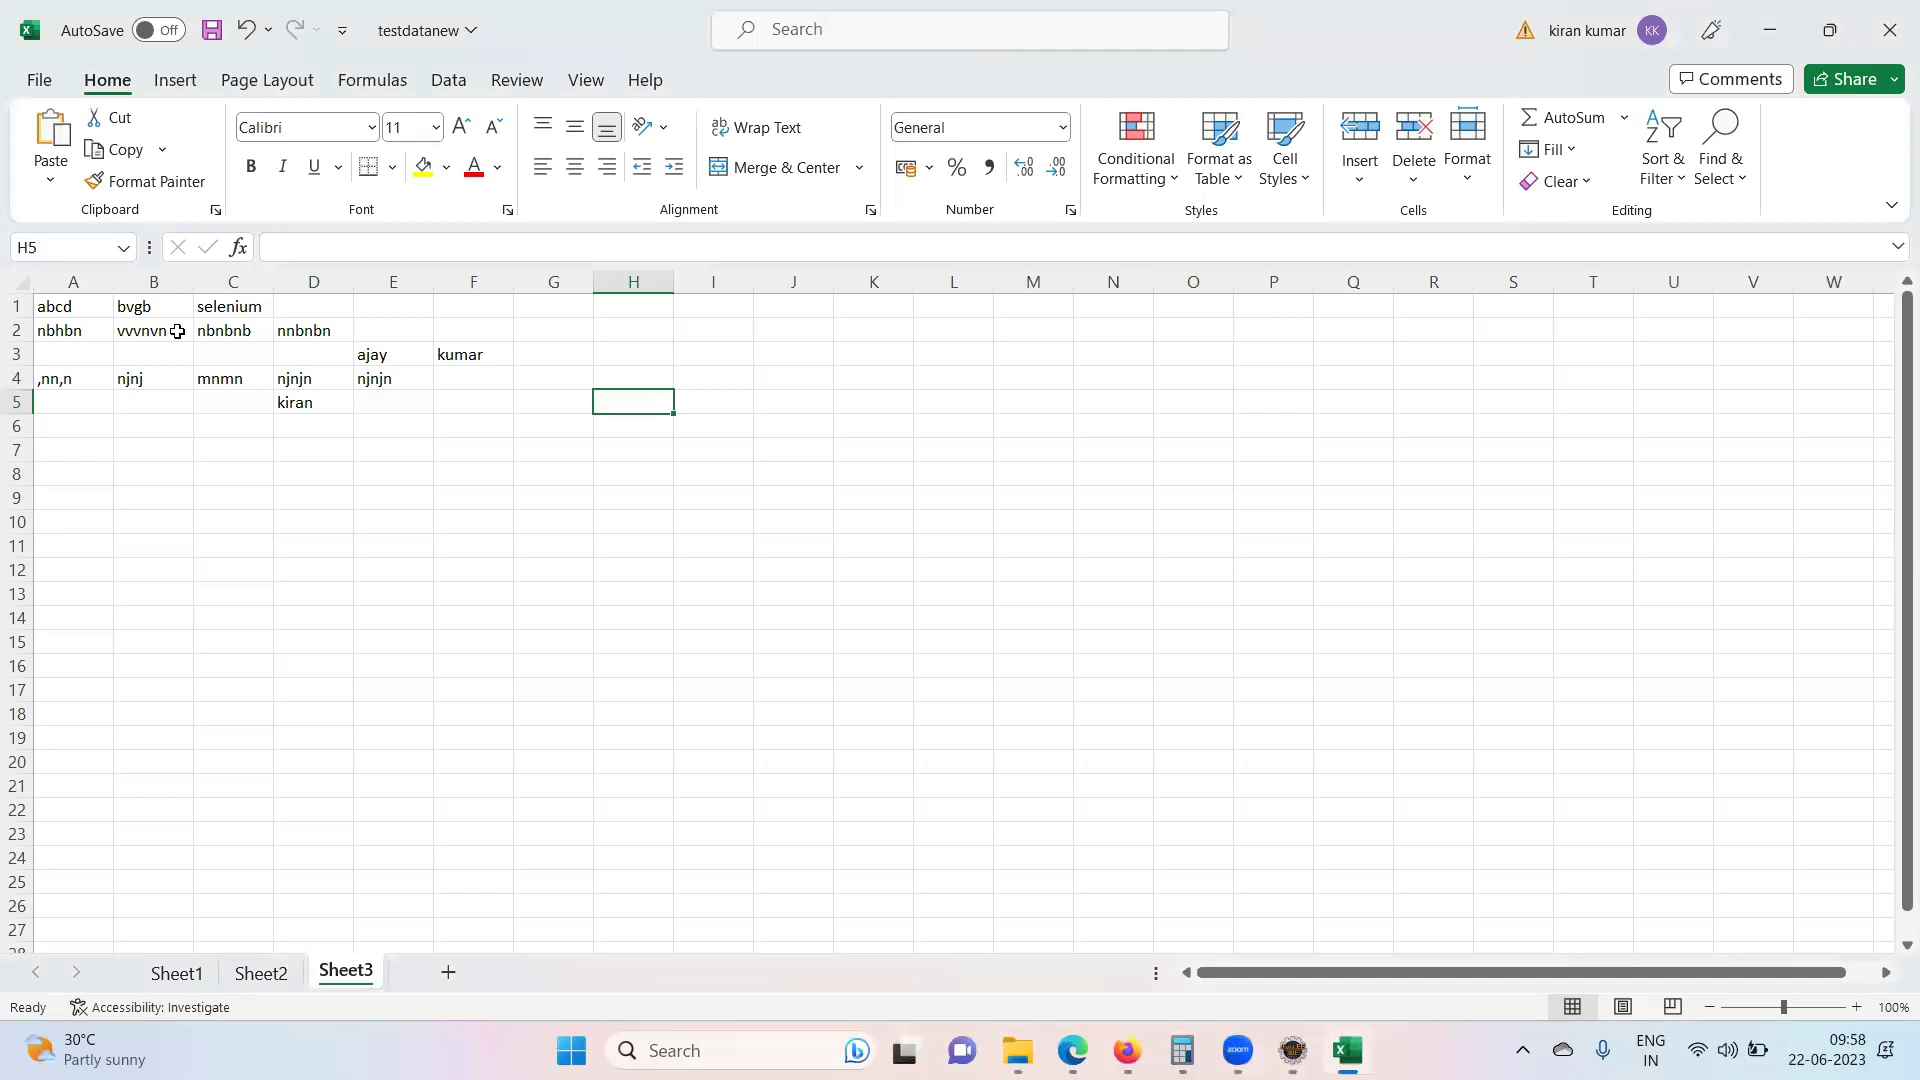 AutoSave Off testdatanew Search kiran kumar KK
File Home Insert Page Layout Formulas Data Review View Help Comments Share
Paste Cut Copy Format Painter Clipboard
Calibri 11 B I U A Font
Wrap Text Merge & Center Alignment
General % , Number
Conditional Formatting Format as Table Cell Styles Styles
Insert Delete Format Cells
AutoSum Fill Clear Sort & Filter Find & Select Editing
H5 fx
A B C D E F G H I J K L M N O P Q R S T U V W
1 abcd bvgb selenium
2 nbhbn vvvnvn nbnbnb nnbnbn
3 ajay kumar
4 ,nn,n njnj mnmn njnjn njnjn
5 kiran
6
7
8
9
10
11
12
13
14
15
16
17
18
19
20
21
22
23
24
25
26
27
28
Sheet1 Sheet2 Sheet3
Ready Accessibility: Investigate 100%
30°C ENG 09:58
Partly sunny Search zoom IN 22-06-2023